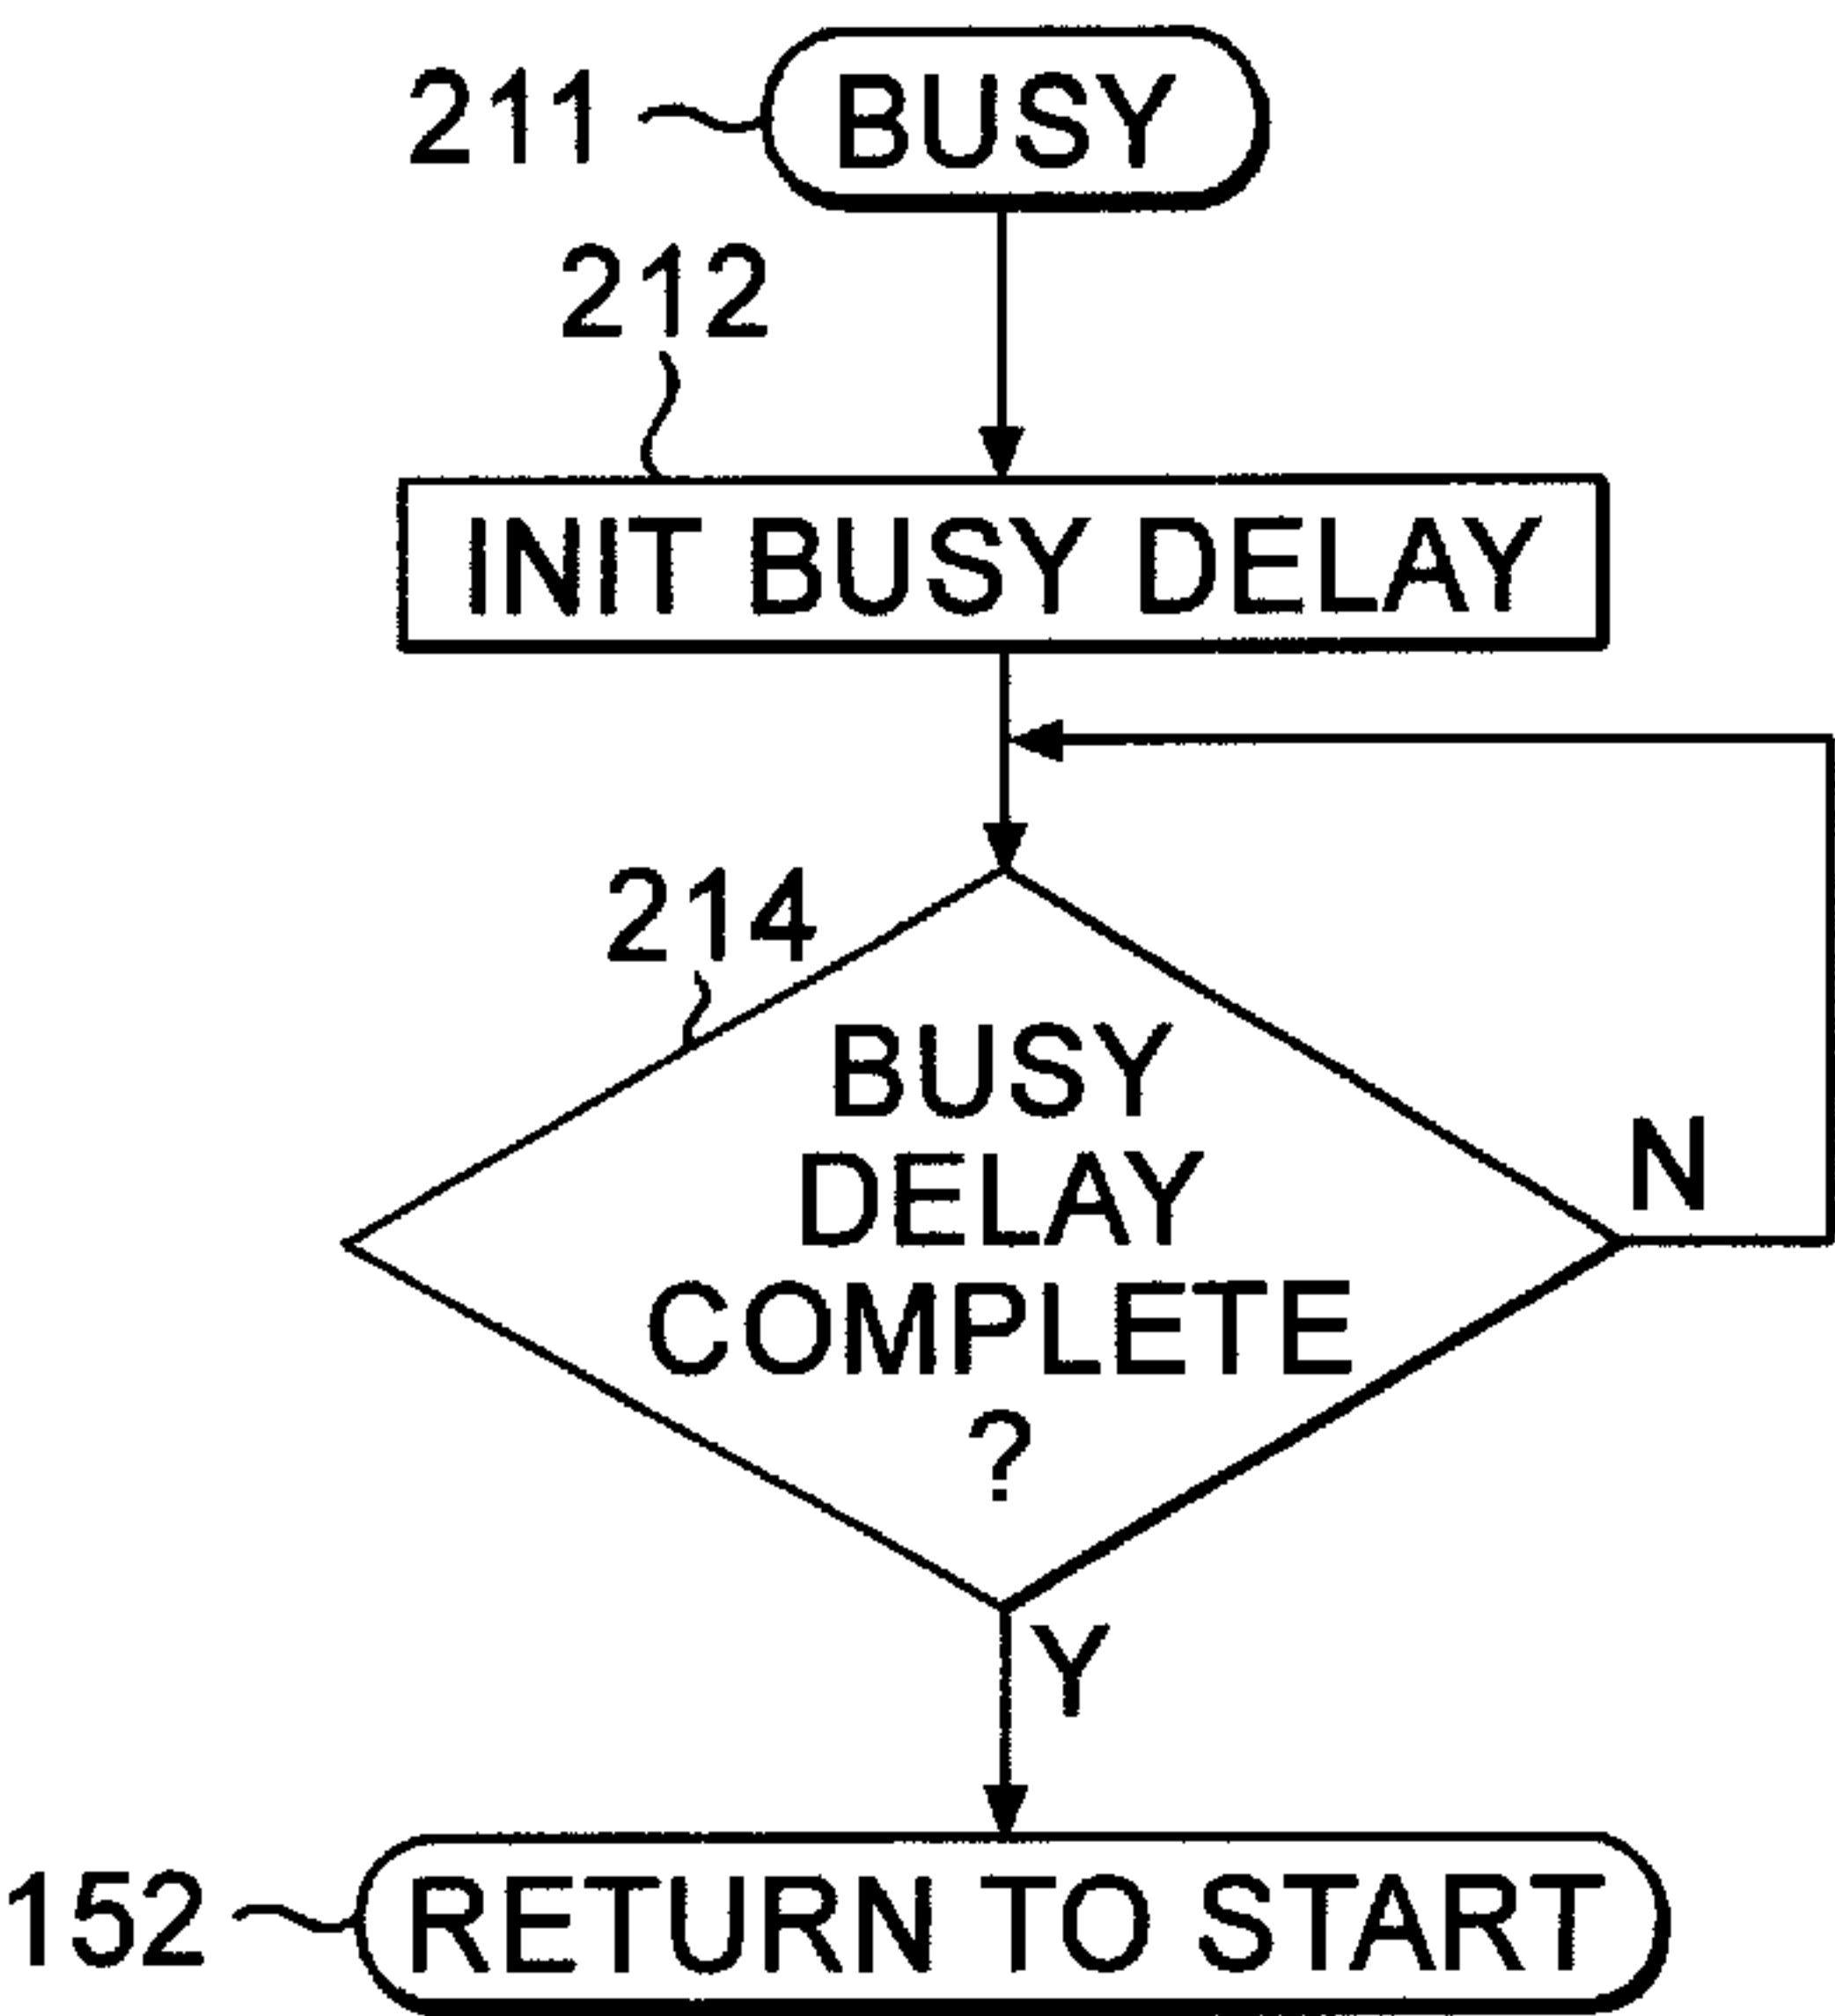 211 BUSY
212
INIT BUSY DELAY
214
BUSY
DELAY
COMPLETE
?
N
Y
152 RETURN TO START